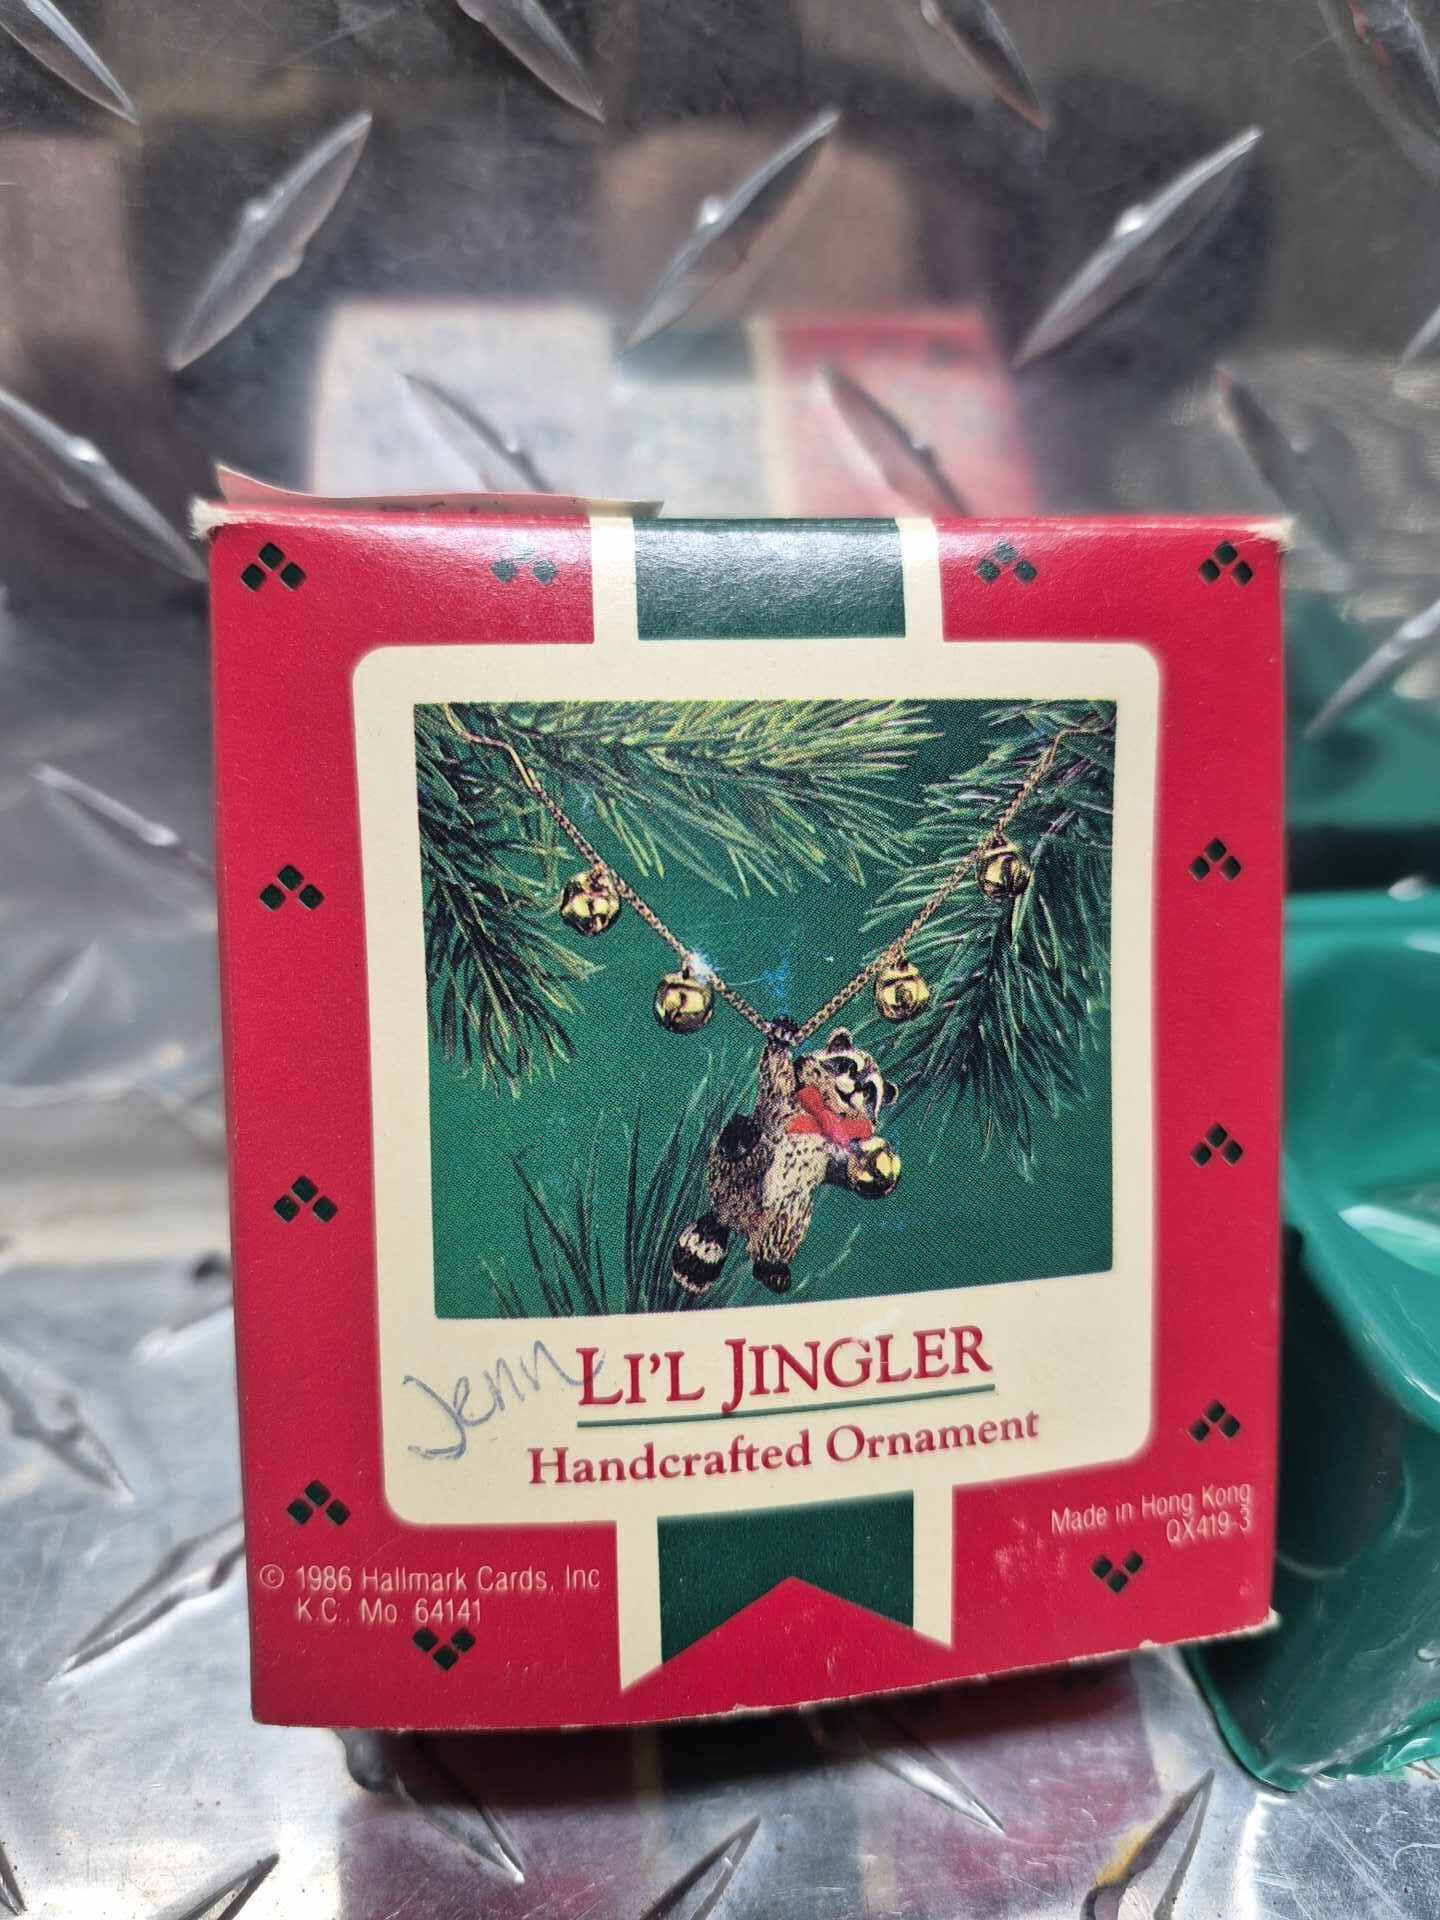 Jenn
LI'L JINGLER
Handcrafted Ornament
Made in Hong Kong
QX419-3
© 1986 Hallmark Cards, Inc
K.C., Mo. 64141